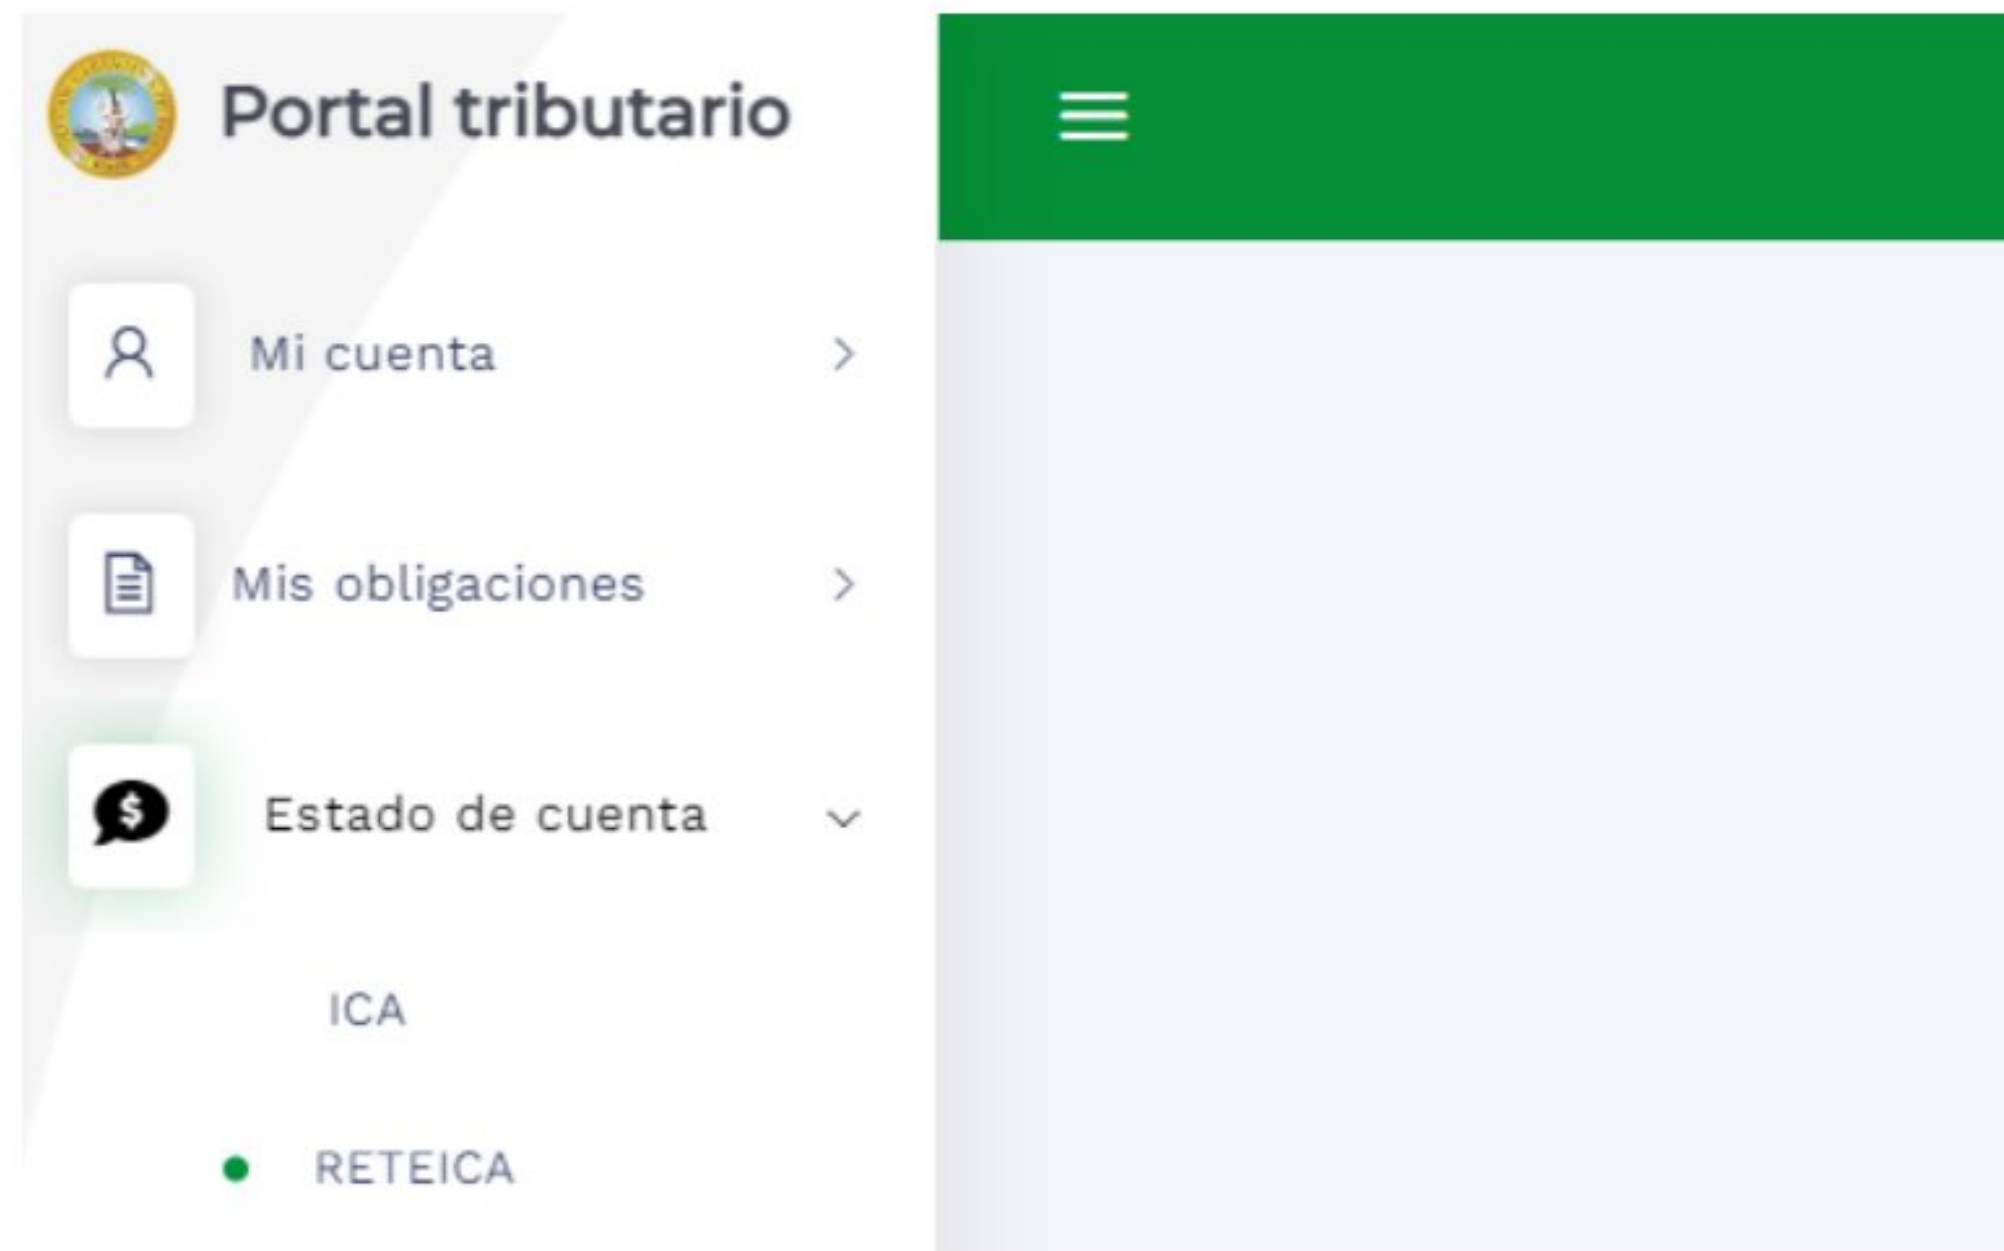 Portal tributario
Mi cuenta
Mis obligaciones
$
Estado de cuenta
ICA
RETEICA